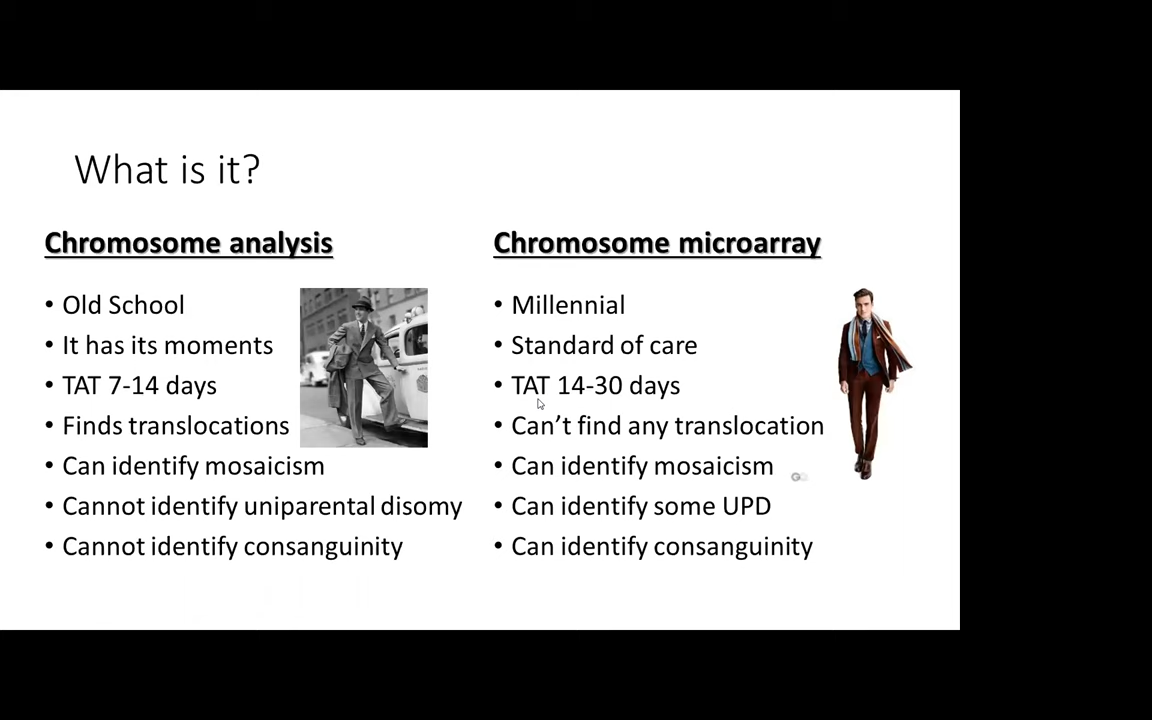 What is it?
Chromosome analysis
• Old School
• It has its moments
• TAT 7-14 days
• Finds translocations
• Can identify mosaicism
• Cannot identify uniparental disomy
• Cannot identify consanguinity
Chromosome microarray
• Millennial
• Standard of care
• TAT 14-30 days
• Can’t find any translocation
• Can identify mosaicism
• Can identify some UPD
• Can identify consanguinity